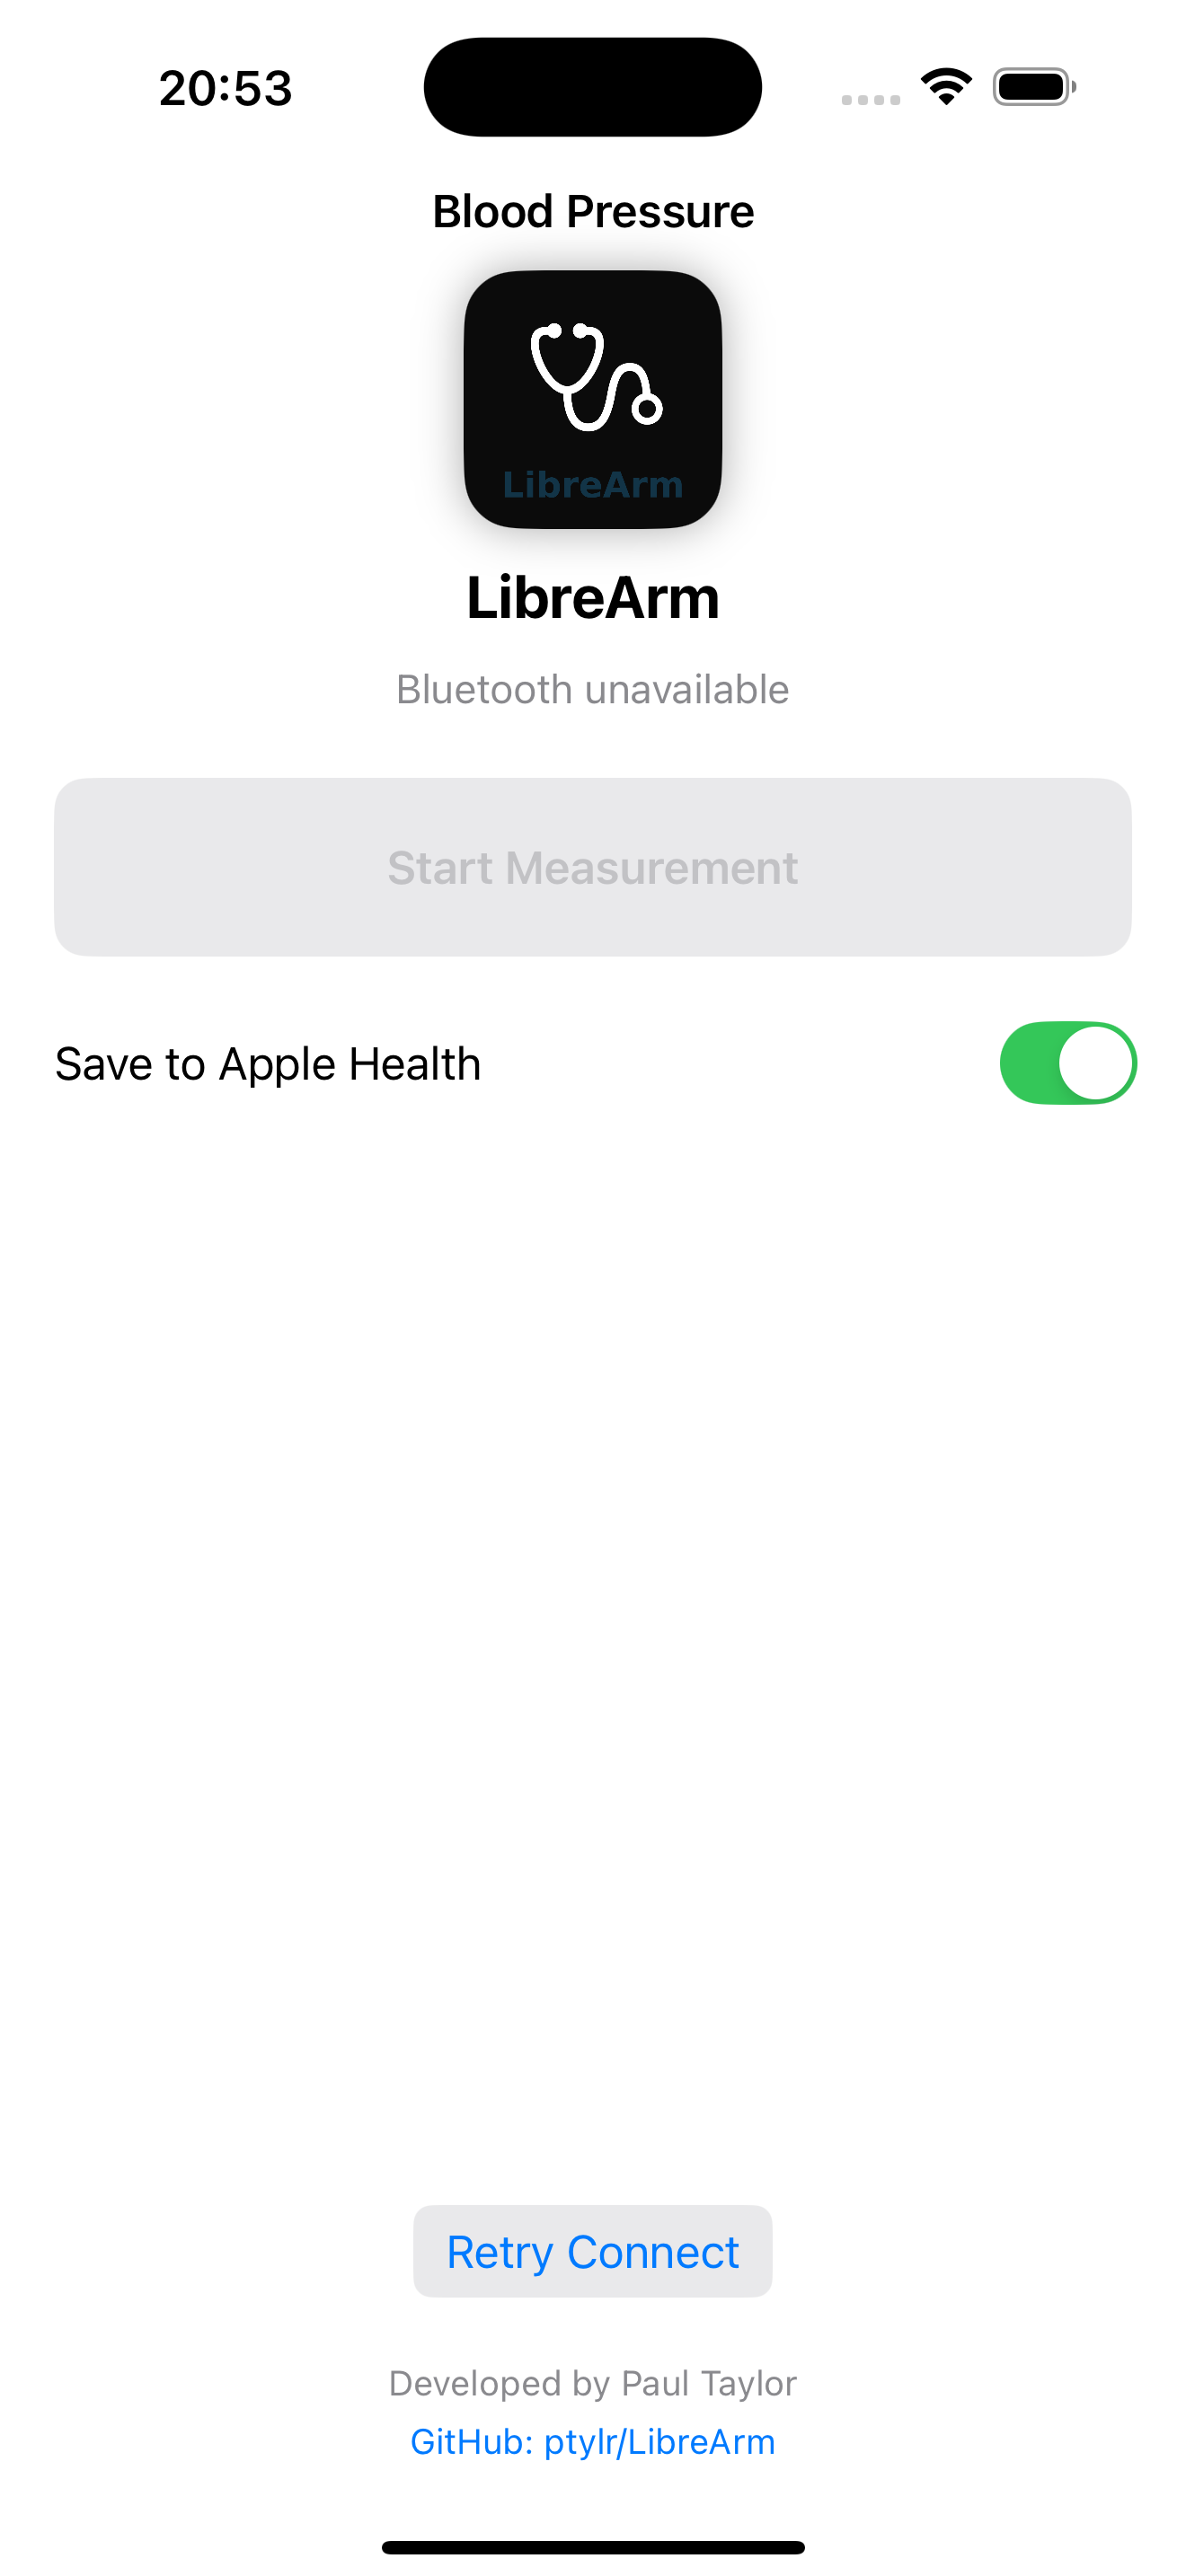 20:53
Blood Pressure
LibreArm
LibreArm
Bluetooth unavailable
Start Measurement
Save to Apple Health
Retry Connect
Developed by Paul Taylor
GitHub: ptylr/LibreArm